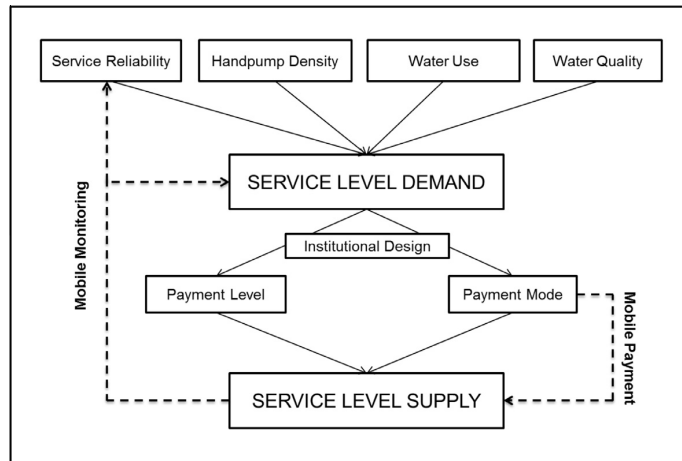 Service Reliability
Handpump Density
Water Use
Water Quality
SERVICE LEVEL DEMAND
Mobile Monitoring
Institutional Design
Payment Level
Payment Mode
Mobile Payment
SERVICE LEVEL SUPPLY